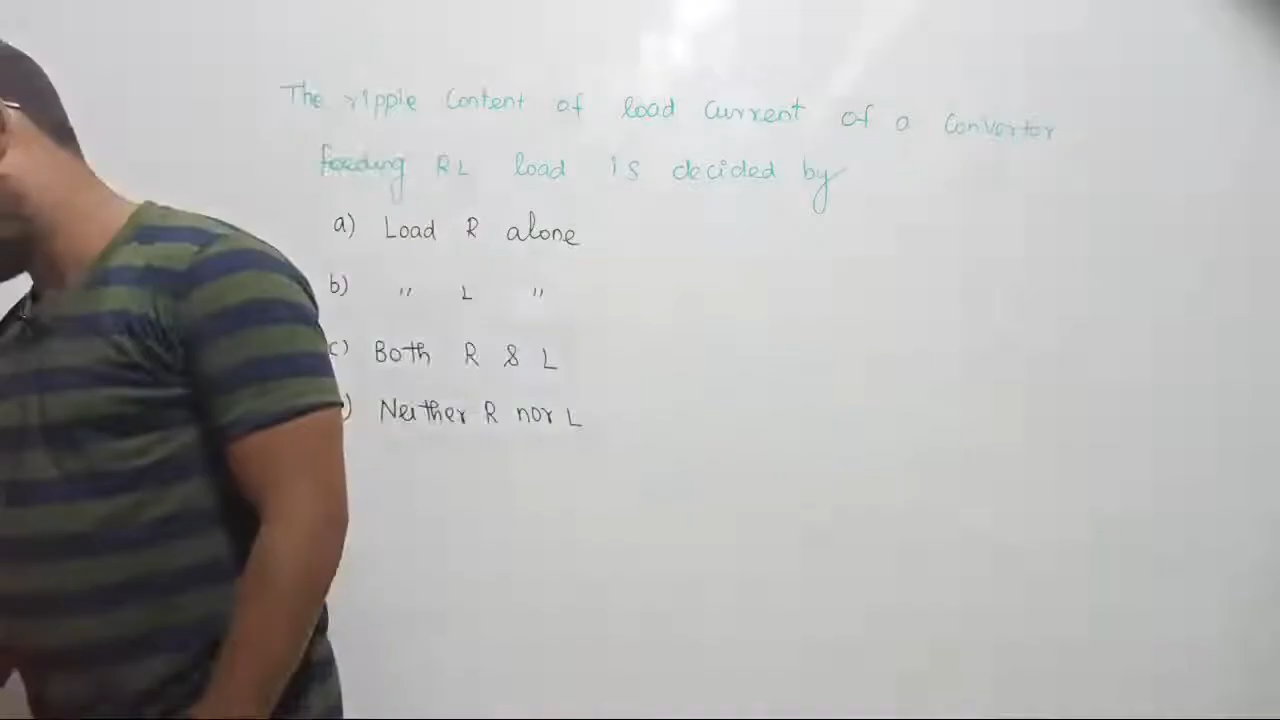 The ripple Content of load Current of a Convertor
feeding RL load is decided by
a) Load R alone
b) " L "
c) Both R & L
) Neither R nor L